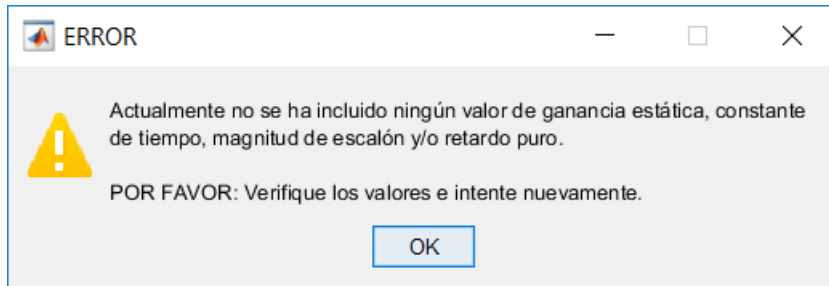 ERROR
Actualmente no se ha incluido ningún valor de ganancia estática, constante
de tiempo, magnitud de escalón y/o retardo puro.
POR FAVOR: Verifique los valores e intente nuevamente.
OK